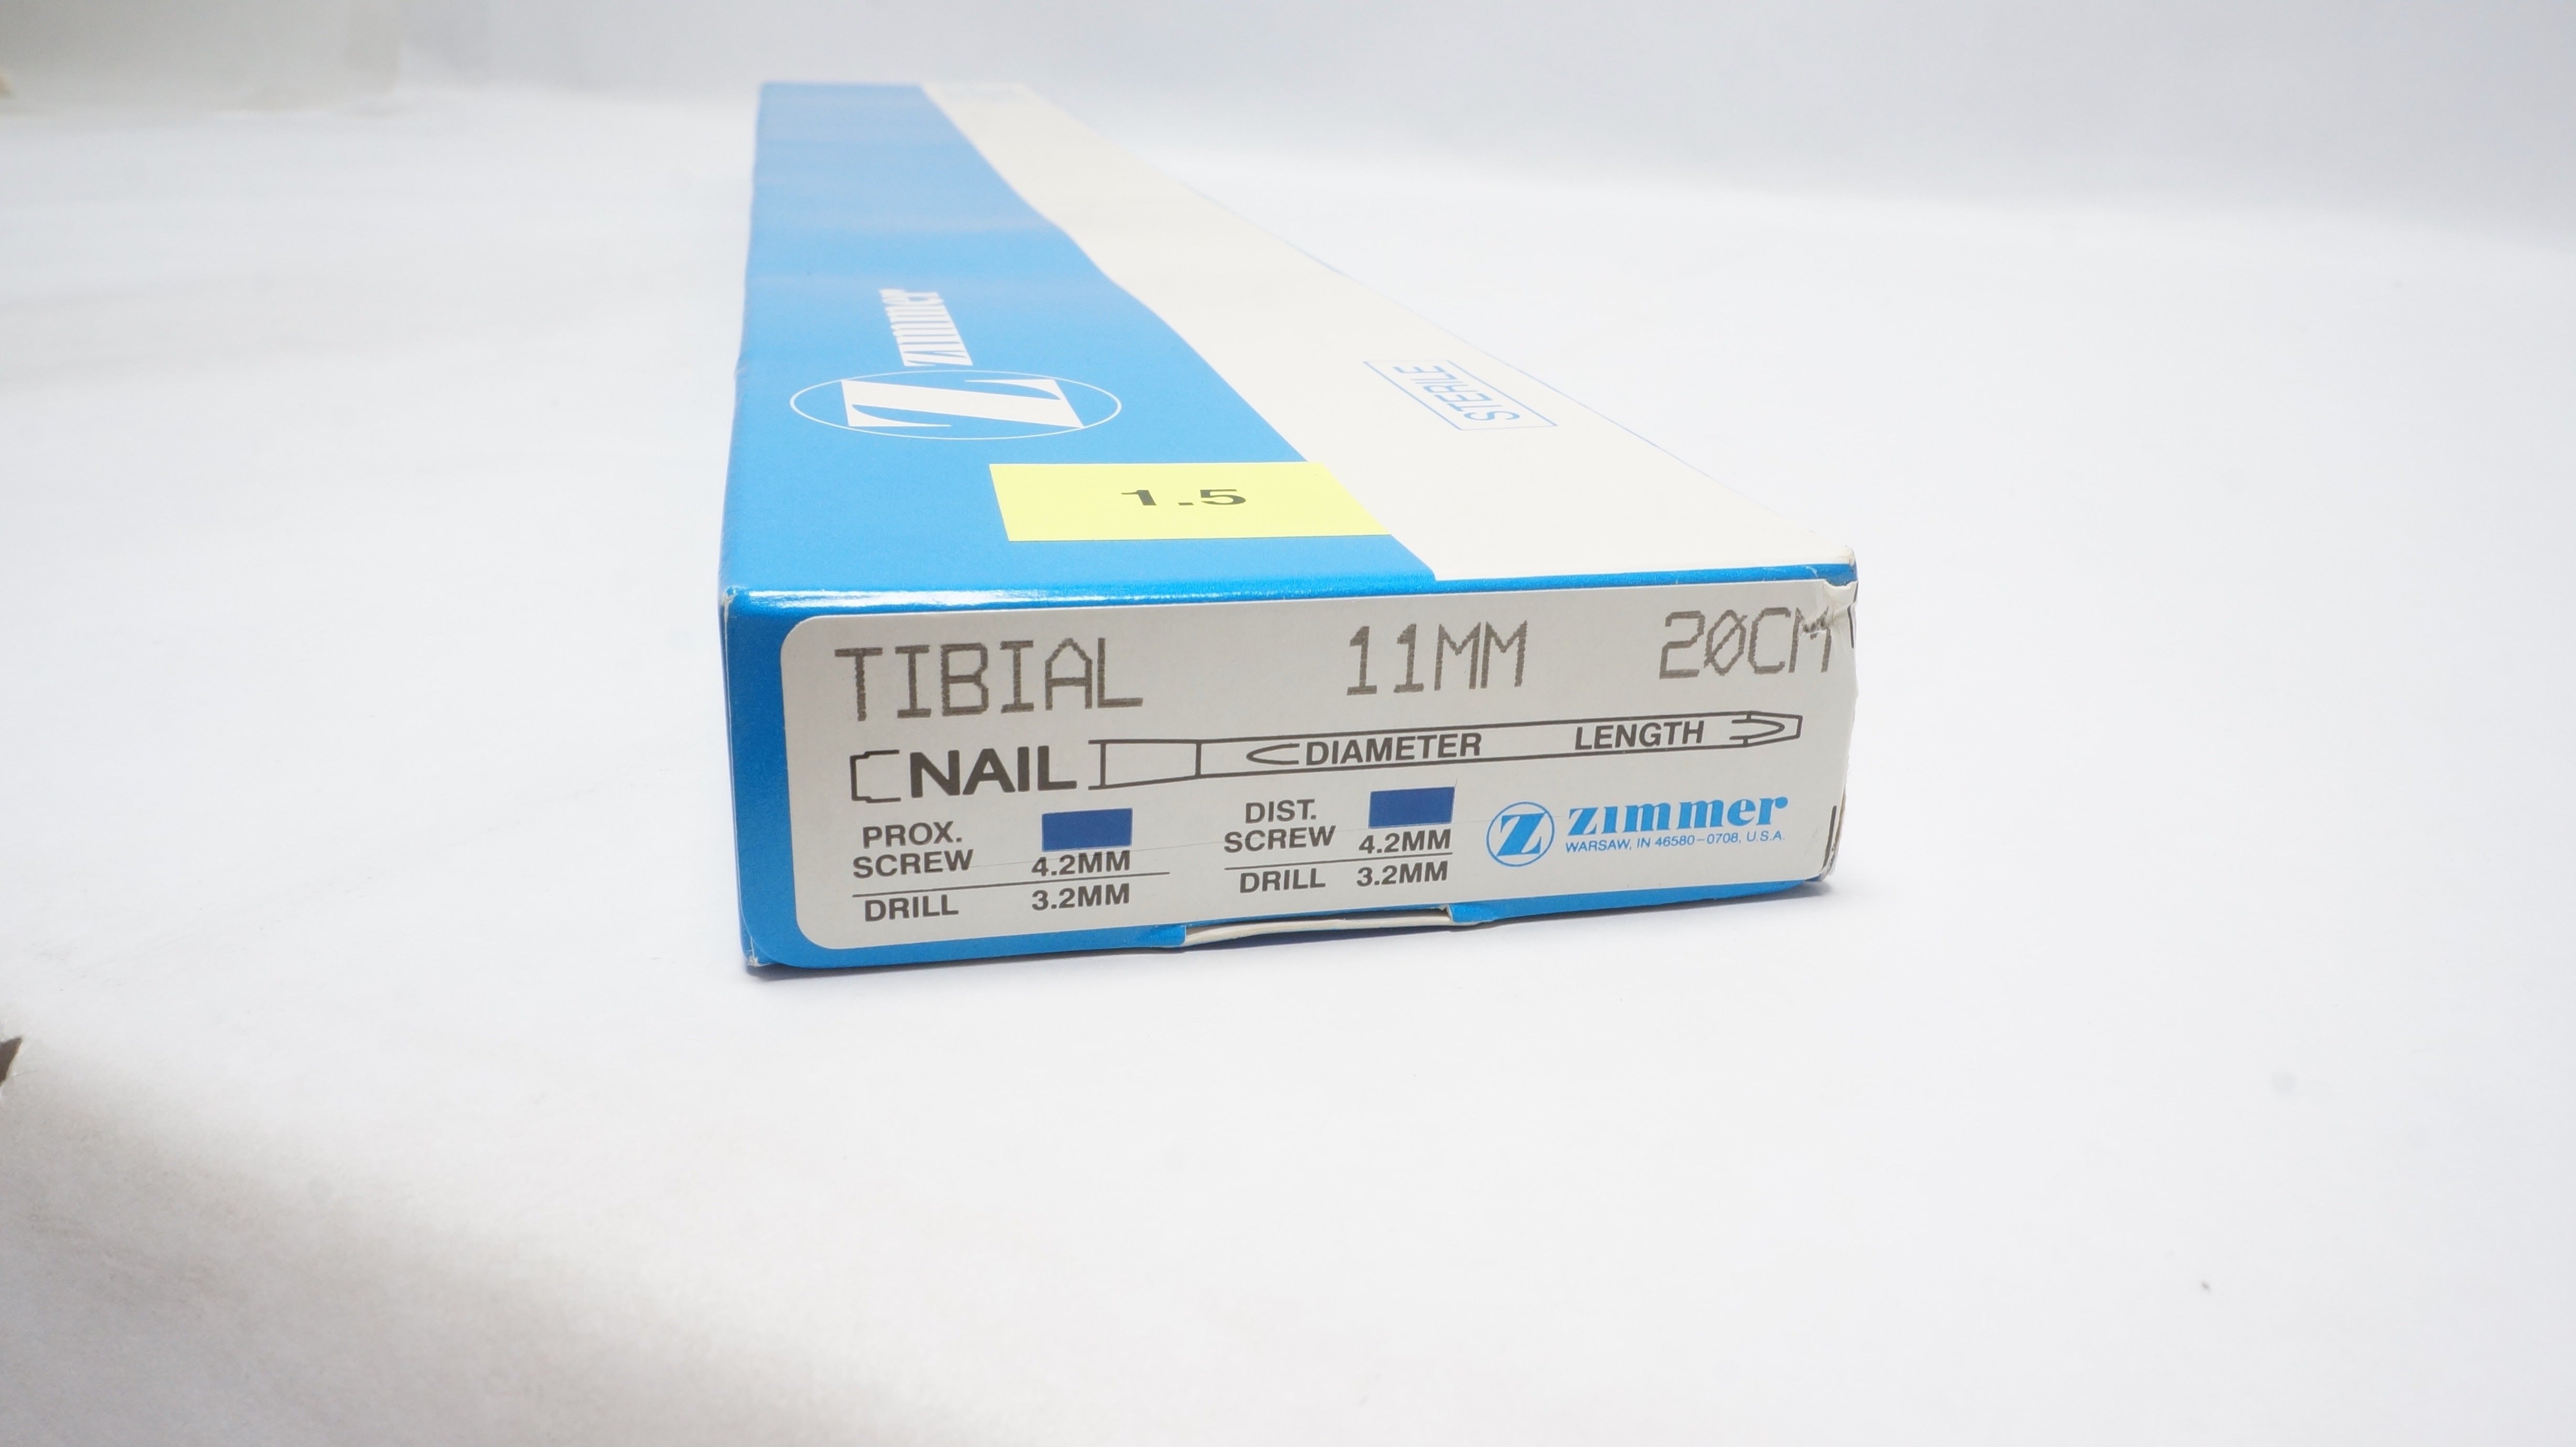 zimmer
Z
STERILE
1.5
TIBIAL 11MM 20CM
NAIL DIAMETER LENGTH
PROX. SCREW 4.2MM
DRILL 3.2MM
DIST. SCREW 4.2MM
DRILL 3.2MM
Z zimmer
WARSAW, IN 46580-0708, U.S.A.